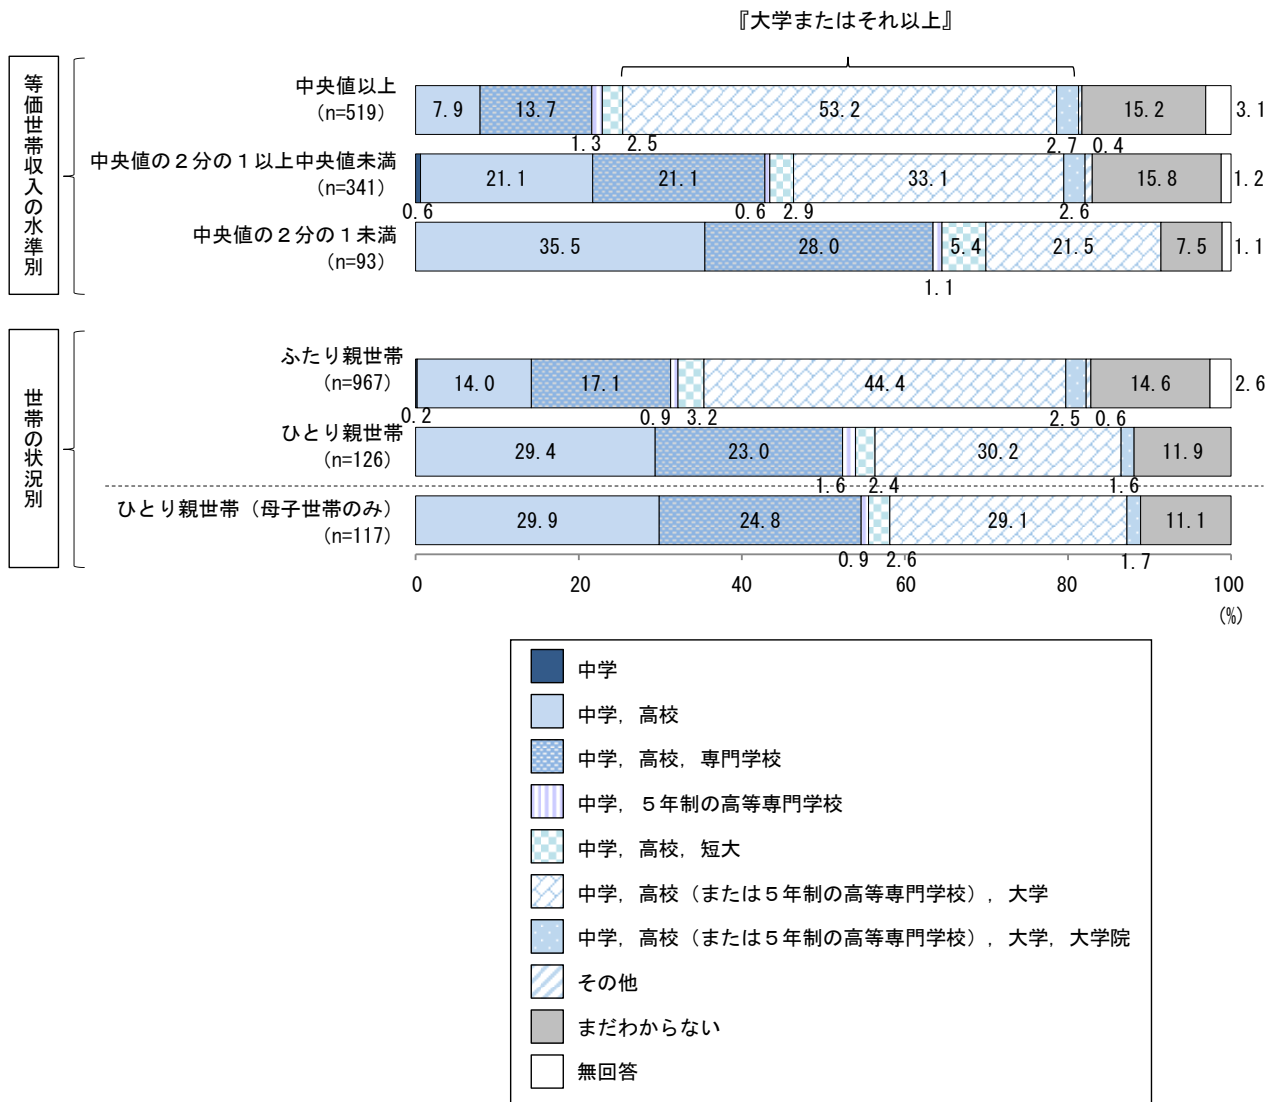 『大学またはそれ以上』
等価世帯収入の水準別
中央値以上
(n=519)
7.9 13.7 53.2 15.2 3.1
1.3 2.5 2.7 0.4
中央値の２分の１以上中央値未満
(n=341)
21.1 21.1 33.1 15.8 1.2
0.6 0.6 2.9 2.6
中央値の２分の１未満
(n=93)
35.5 28.0 5.4 21.5 7.5 1.1
1.1
世帯の状況別
ふたり親世帯
(n=967)
14.0 17.1 44.4 14.6 2.6
0.2 0.9 3.2 2.5 0.6
ひとり親世帯
(n=126)
29.4 23.0 30.2 11.9
1.6 2.4 1.6
ひとり親世帯（母子世帯のみ）
(n=117)
29.9 24.8 29.1 11.1
0.9 2.6 1.7
0 20 40 60 80 100
(%)
中学
中学，高校
中学，高校，専門学校
中学，５年制の高等専門学校
中学，高校，短大
中学，高校（または５年制の高等専門学校），大学
中学，高校（または５年制の高等専門学校），大学，大学院
その他
まだわからない
無回答